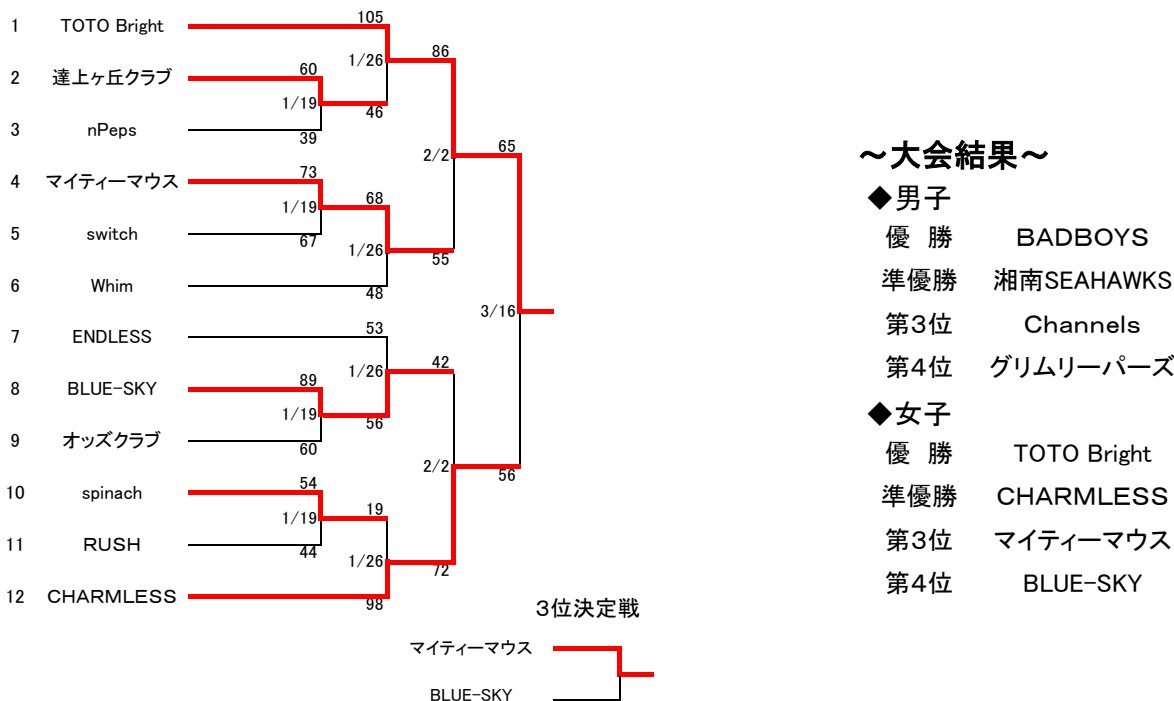 105
1 TOTO Bright
86
1/26
60
2 達上ヶ丘クラブ
1/19
46
3 nPeps
39
65
2/2
73
4 マイティーマウス
68
1/19
5 switch
67
1/26
55
6 Whim
48
3/16
53
7 ENDLESS
42
1/26
89
8 BLUE-SKY
1/19
56
9 オッズクラブ
60
2/2
56
54
10 spinach
19
1/19
11 RUSH
44
1/26
72
12 CHARMLESS
98
3位決定戦
マイティーマウス
BLUE-SKY
～大会結果～
◆男子
優 勝 BADBOYS
準優勝 湘南SEAHAWKS
第3位 Channels
第4位 グリムリーパーズ
◆女子
優 勝 TOTO Bright
準優勝 CHARMLESS
第3位 マイティーマウス
第4位 BLUE-SKY